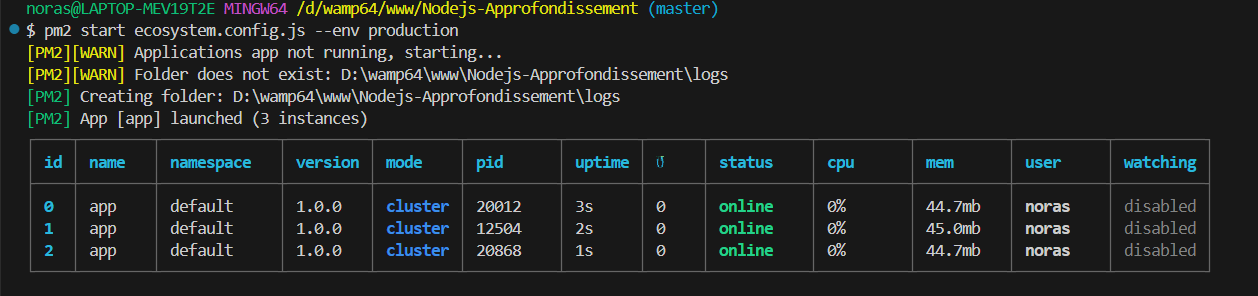 noras@LAPTOP-MEV19T2E MINGW64 /d/wamp64/www/Nodejs-Approfondissement (master)
$ pm2 start ecosystem.config.js --env production
[PM2][WARN] Applications app not running, starting...
[PM2][WARN] Folder does not exist: D:\wamp64\www\Nodejs-Approfondissement\logs
[PM2] Creating folder: D:\wamp64\www\Nodejs-Approfondissement\logs
[PM2] App [app] launched (3 instances)
id name namespace version mode pid uptime ↺ status cpu mem user watching
0 app default 1.0.0 cluster 20012 3s 0 online 0% 44.7mb noras disabled
1 app default 1.0.0 cluster 12504 2s 0 online 0% 45.0mb noras disabled
2 app default 1.0.0 cluster 20868 1s 0 online 0% 44.7mb noras disabled